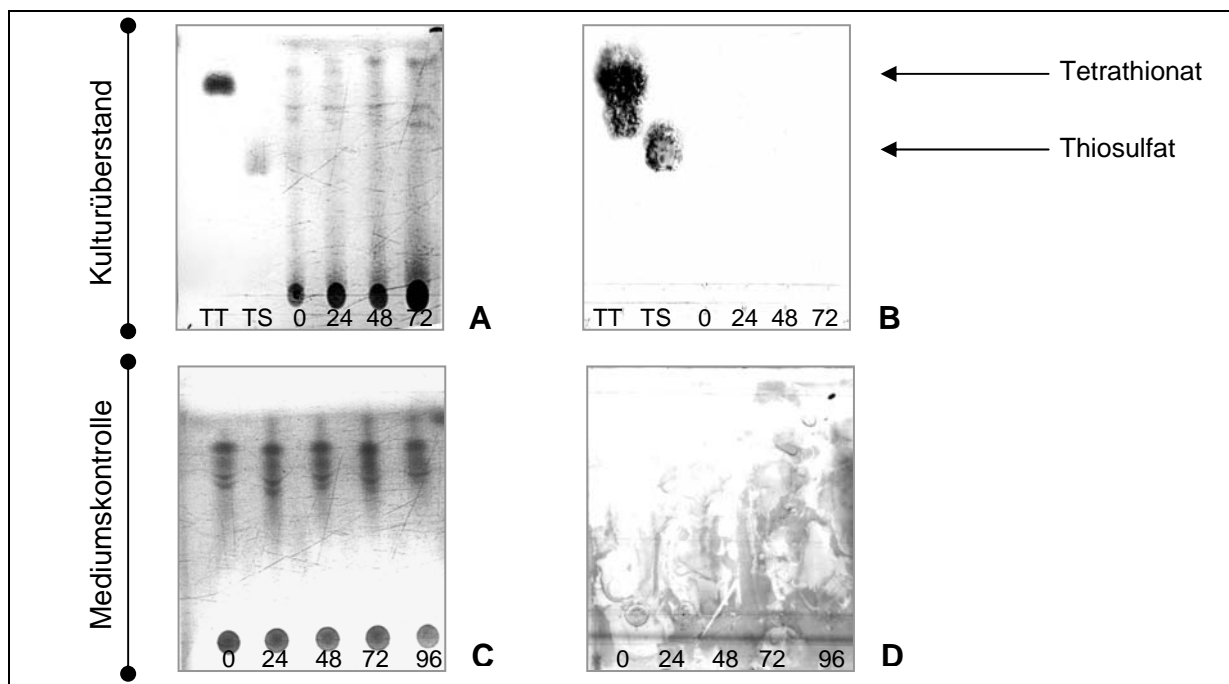 Kulturüberstand
TT TS 0 24 48 72 A
TT TS 0 24 48 72 B
Tetrathionat
Thiosulfat
Mediumskontrolle
0 24 48 72 96 C
0 24 48 72 96 D